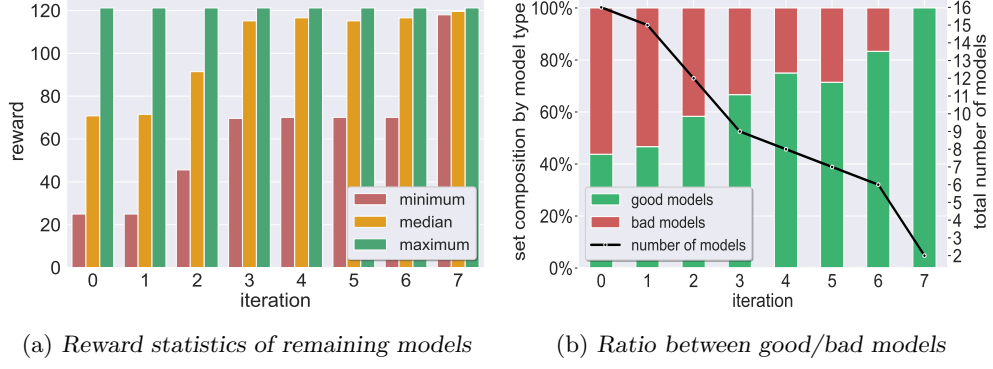 120
100
80
60
40
20
0
reward
0 1 2 3 4 5 6 7
iteration
minimum
median
maximum
(a) Reward statistics of remaining models
100%
80%
60%
40%
20%
0%
set composition by model type
0 1 2 3 4 5 6 7
iteration
good models
bad models
number of models
16
15
14
13
12
11
10
9
8
7
6
5
4
3
2
total number of models
(b) Ratio between good/bad models